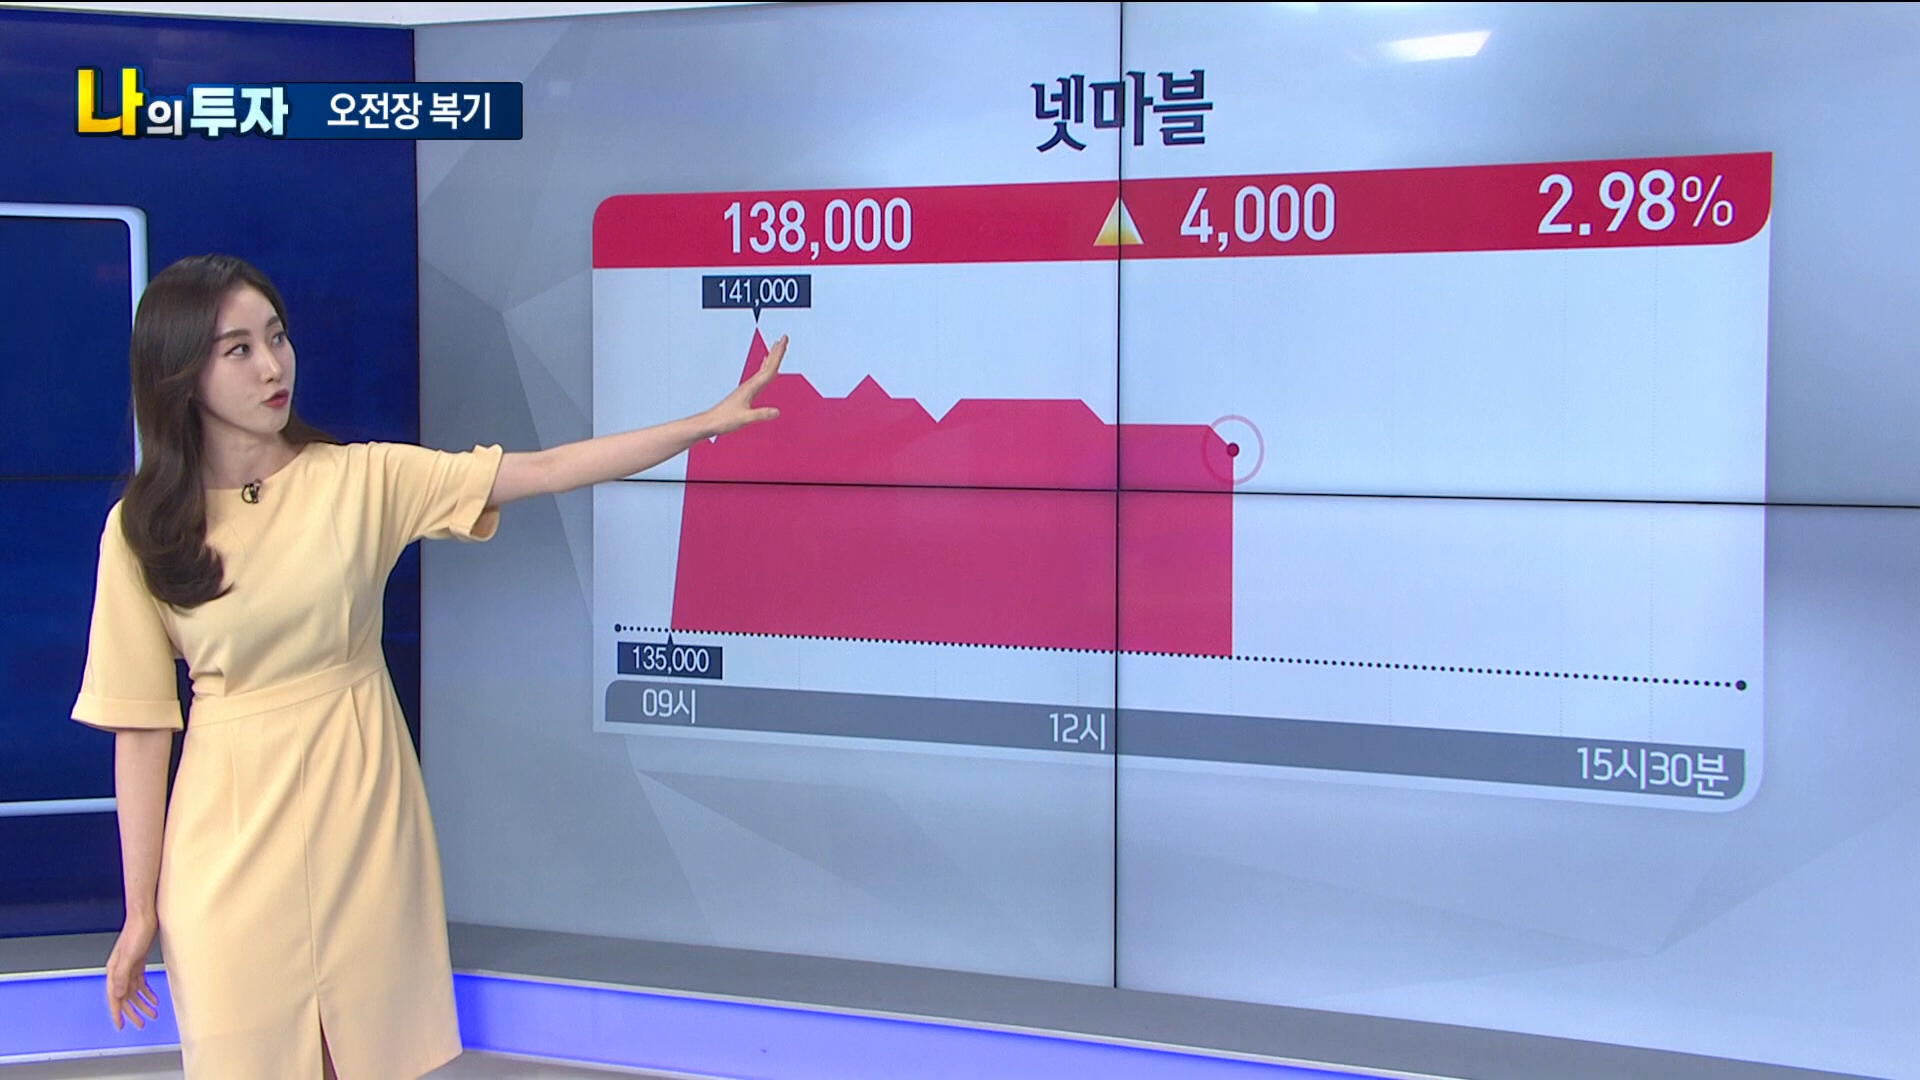 나의 투자 오전장 복기
넷마블
138,000 4,000 2.98%
141,000
135,000
09시
12시
15시30분